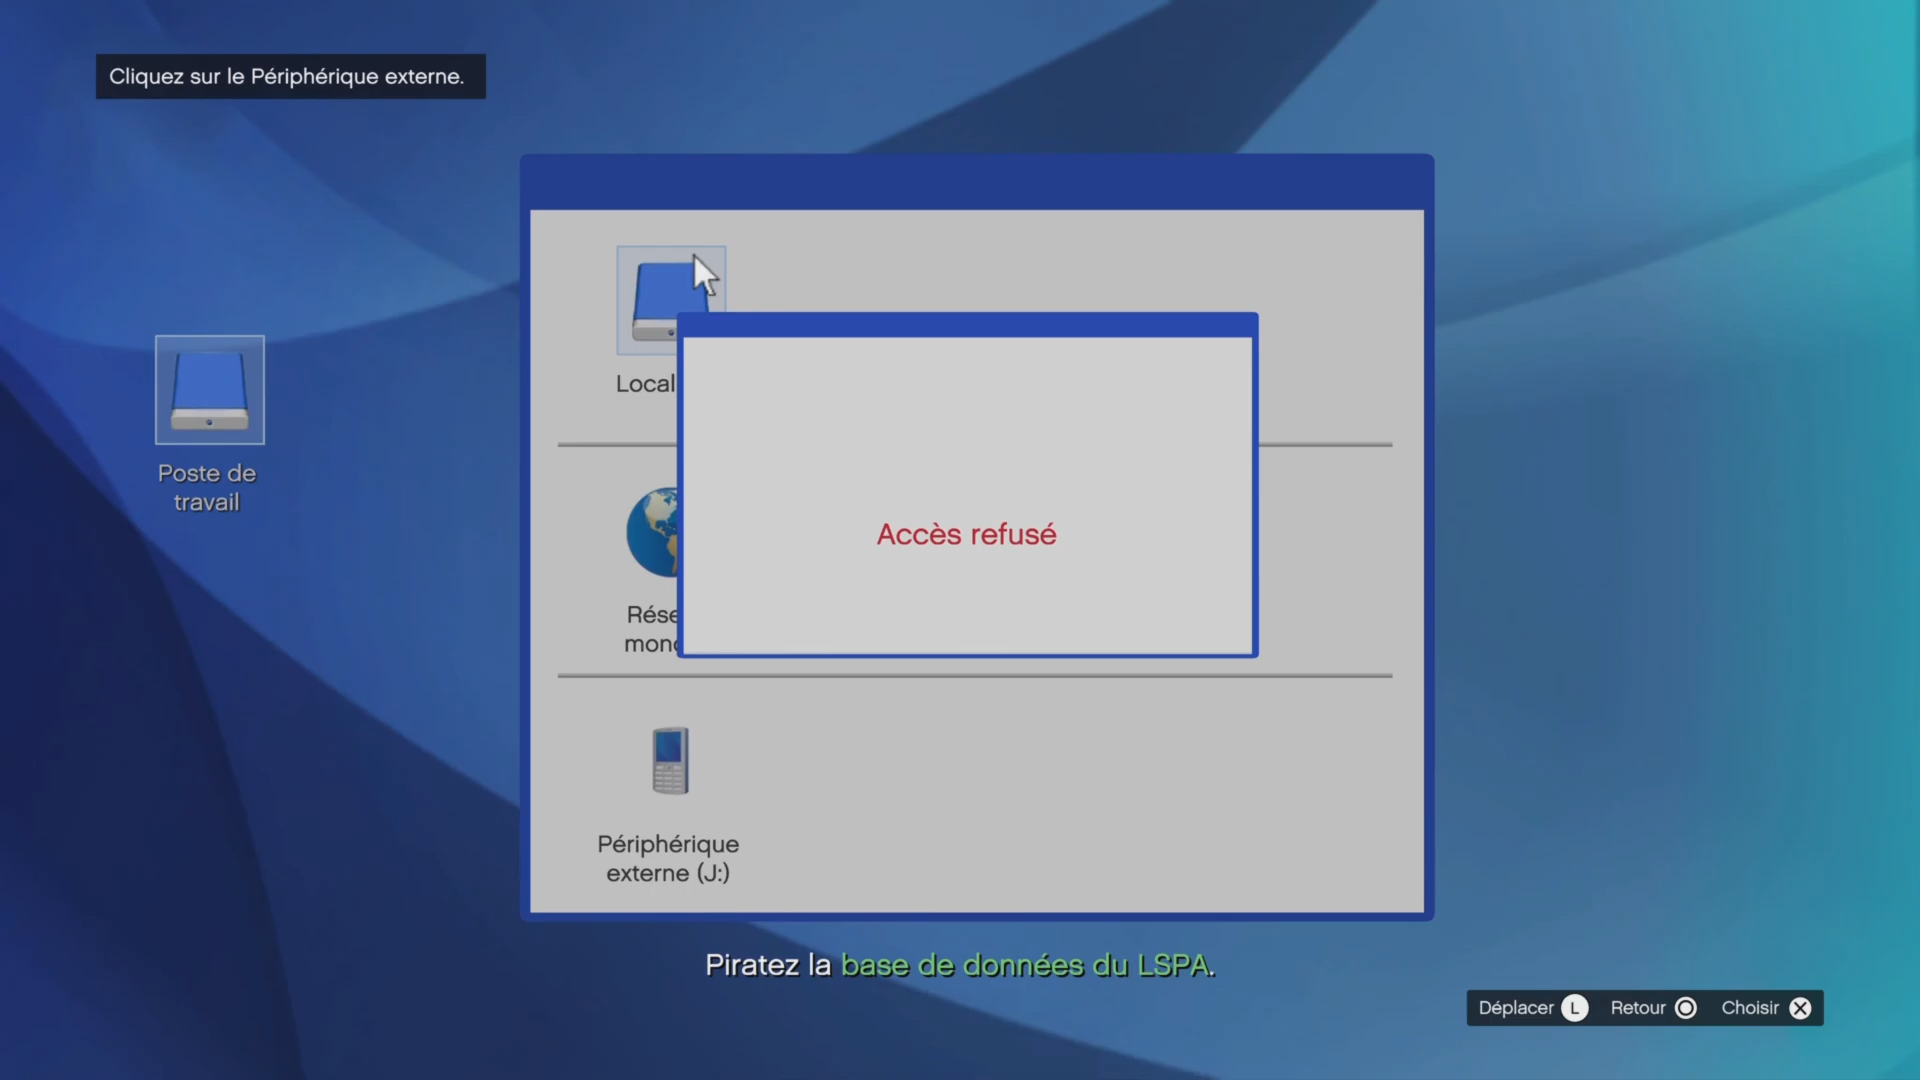 Cliquez sur le Périphérique externe.
Local
Poste de
travail
Accès refusé
Périphérique
externe (J:)
Piratez la base de données du LSPA.
Déplacer L Retour Choisir